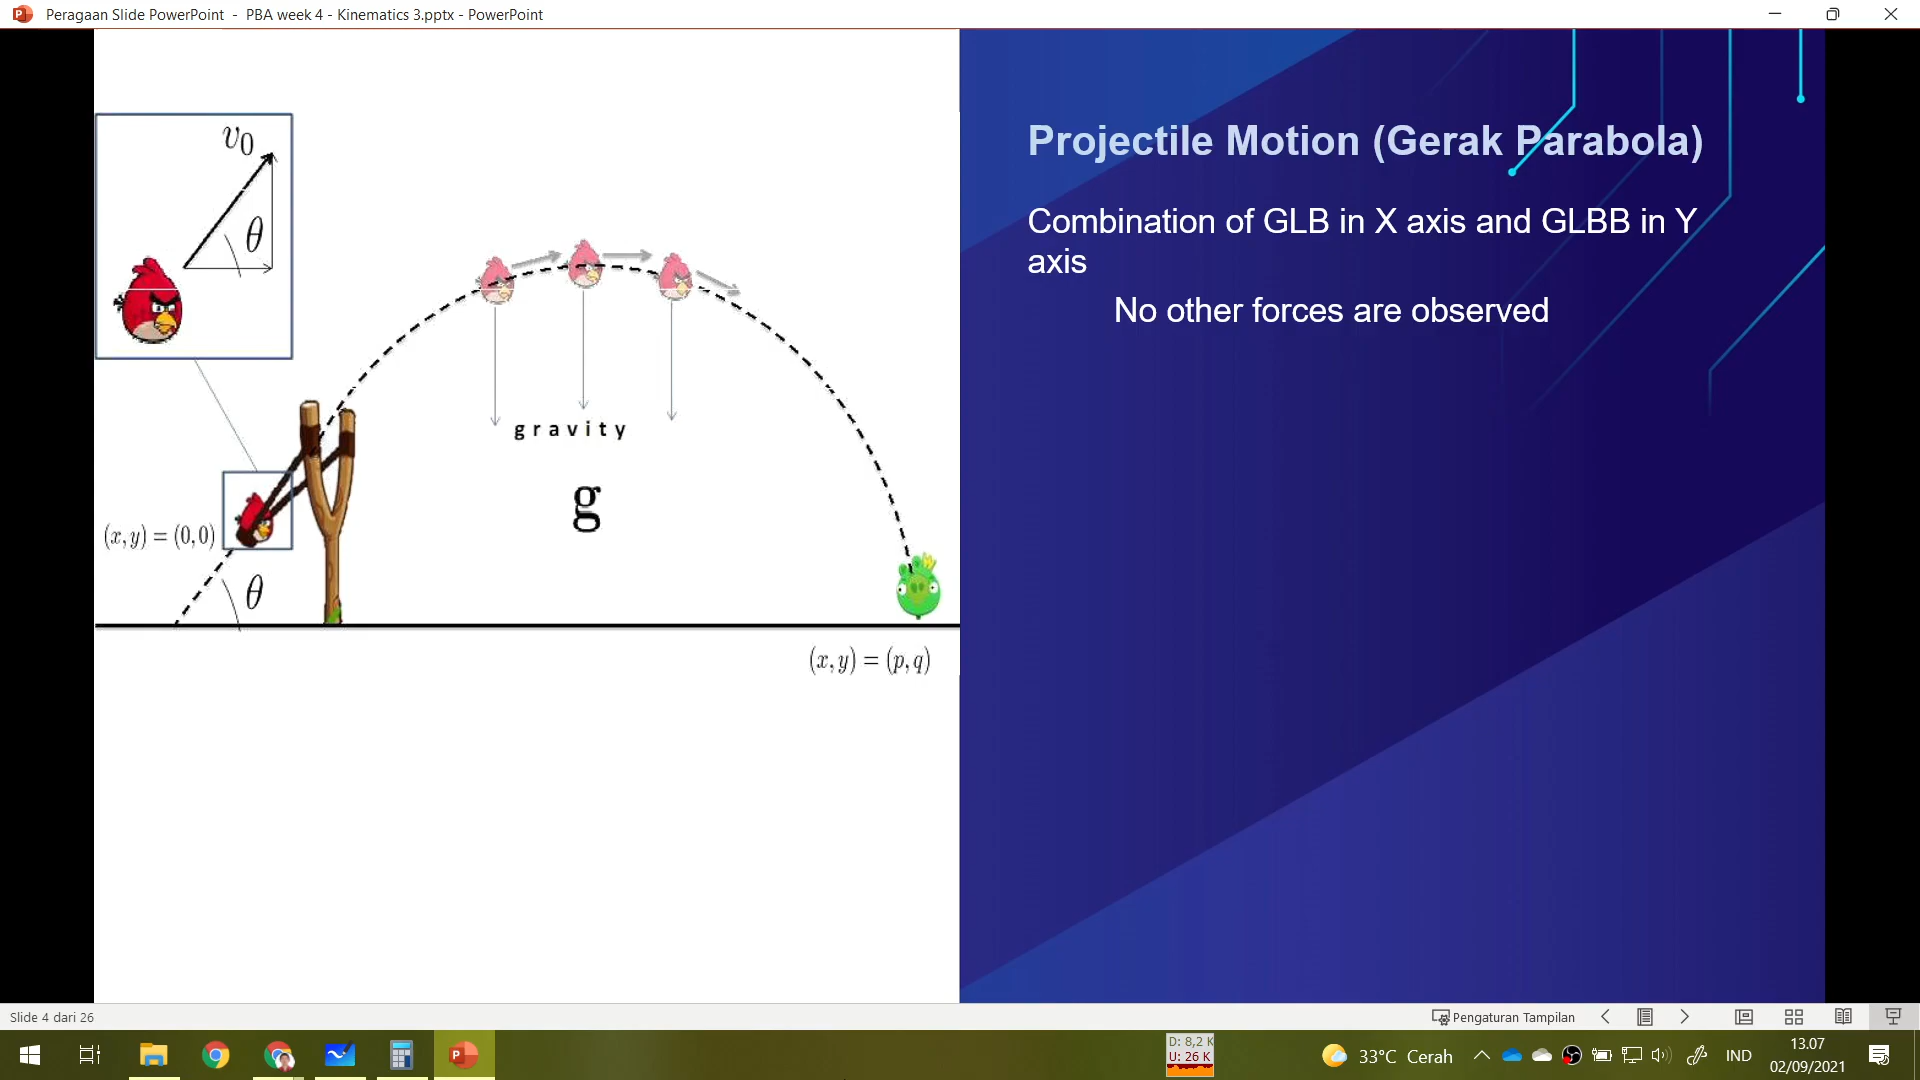 Peragaan Slide PowerPoint - PBA week 4 - Kinematics 3.pptx - PowerPoint
v0
θ
gravity
g
(x, y) = (0, 0)
θ
(x, y) = (p, q)
Projectile Motion (Gerak Parabola)
Combination of GLB in X axis and GLBB in Y
axis
No other forces are observed
Slide 4 dari 26
Pengaturan Tampilan
D: 8,2 K
U: 26 K
33°C Cerah
IND
13.07
02/09/2021